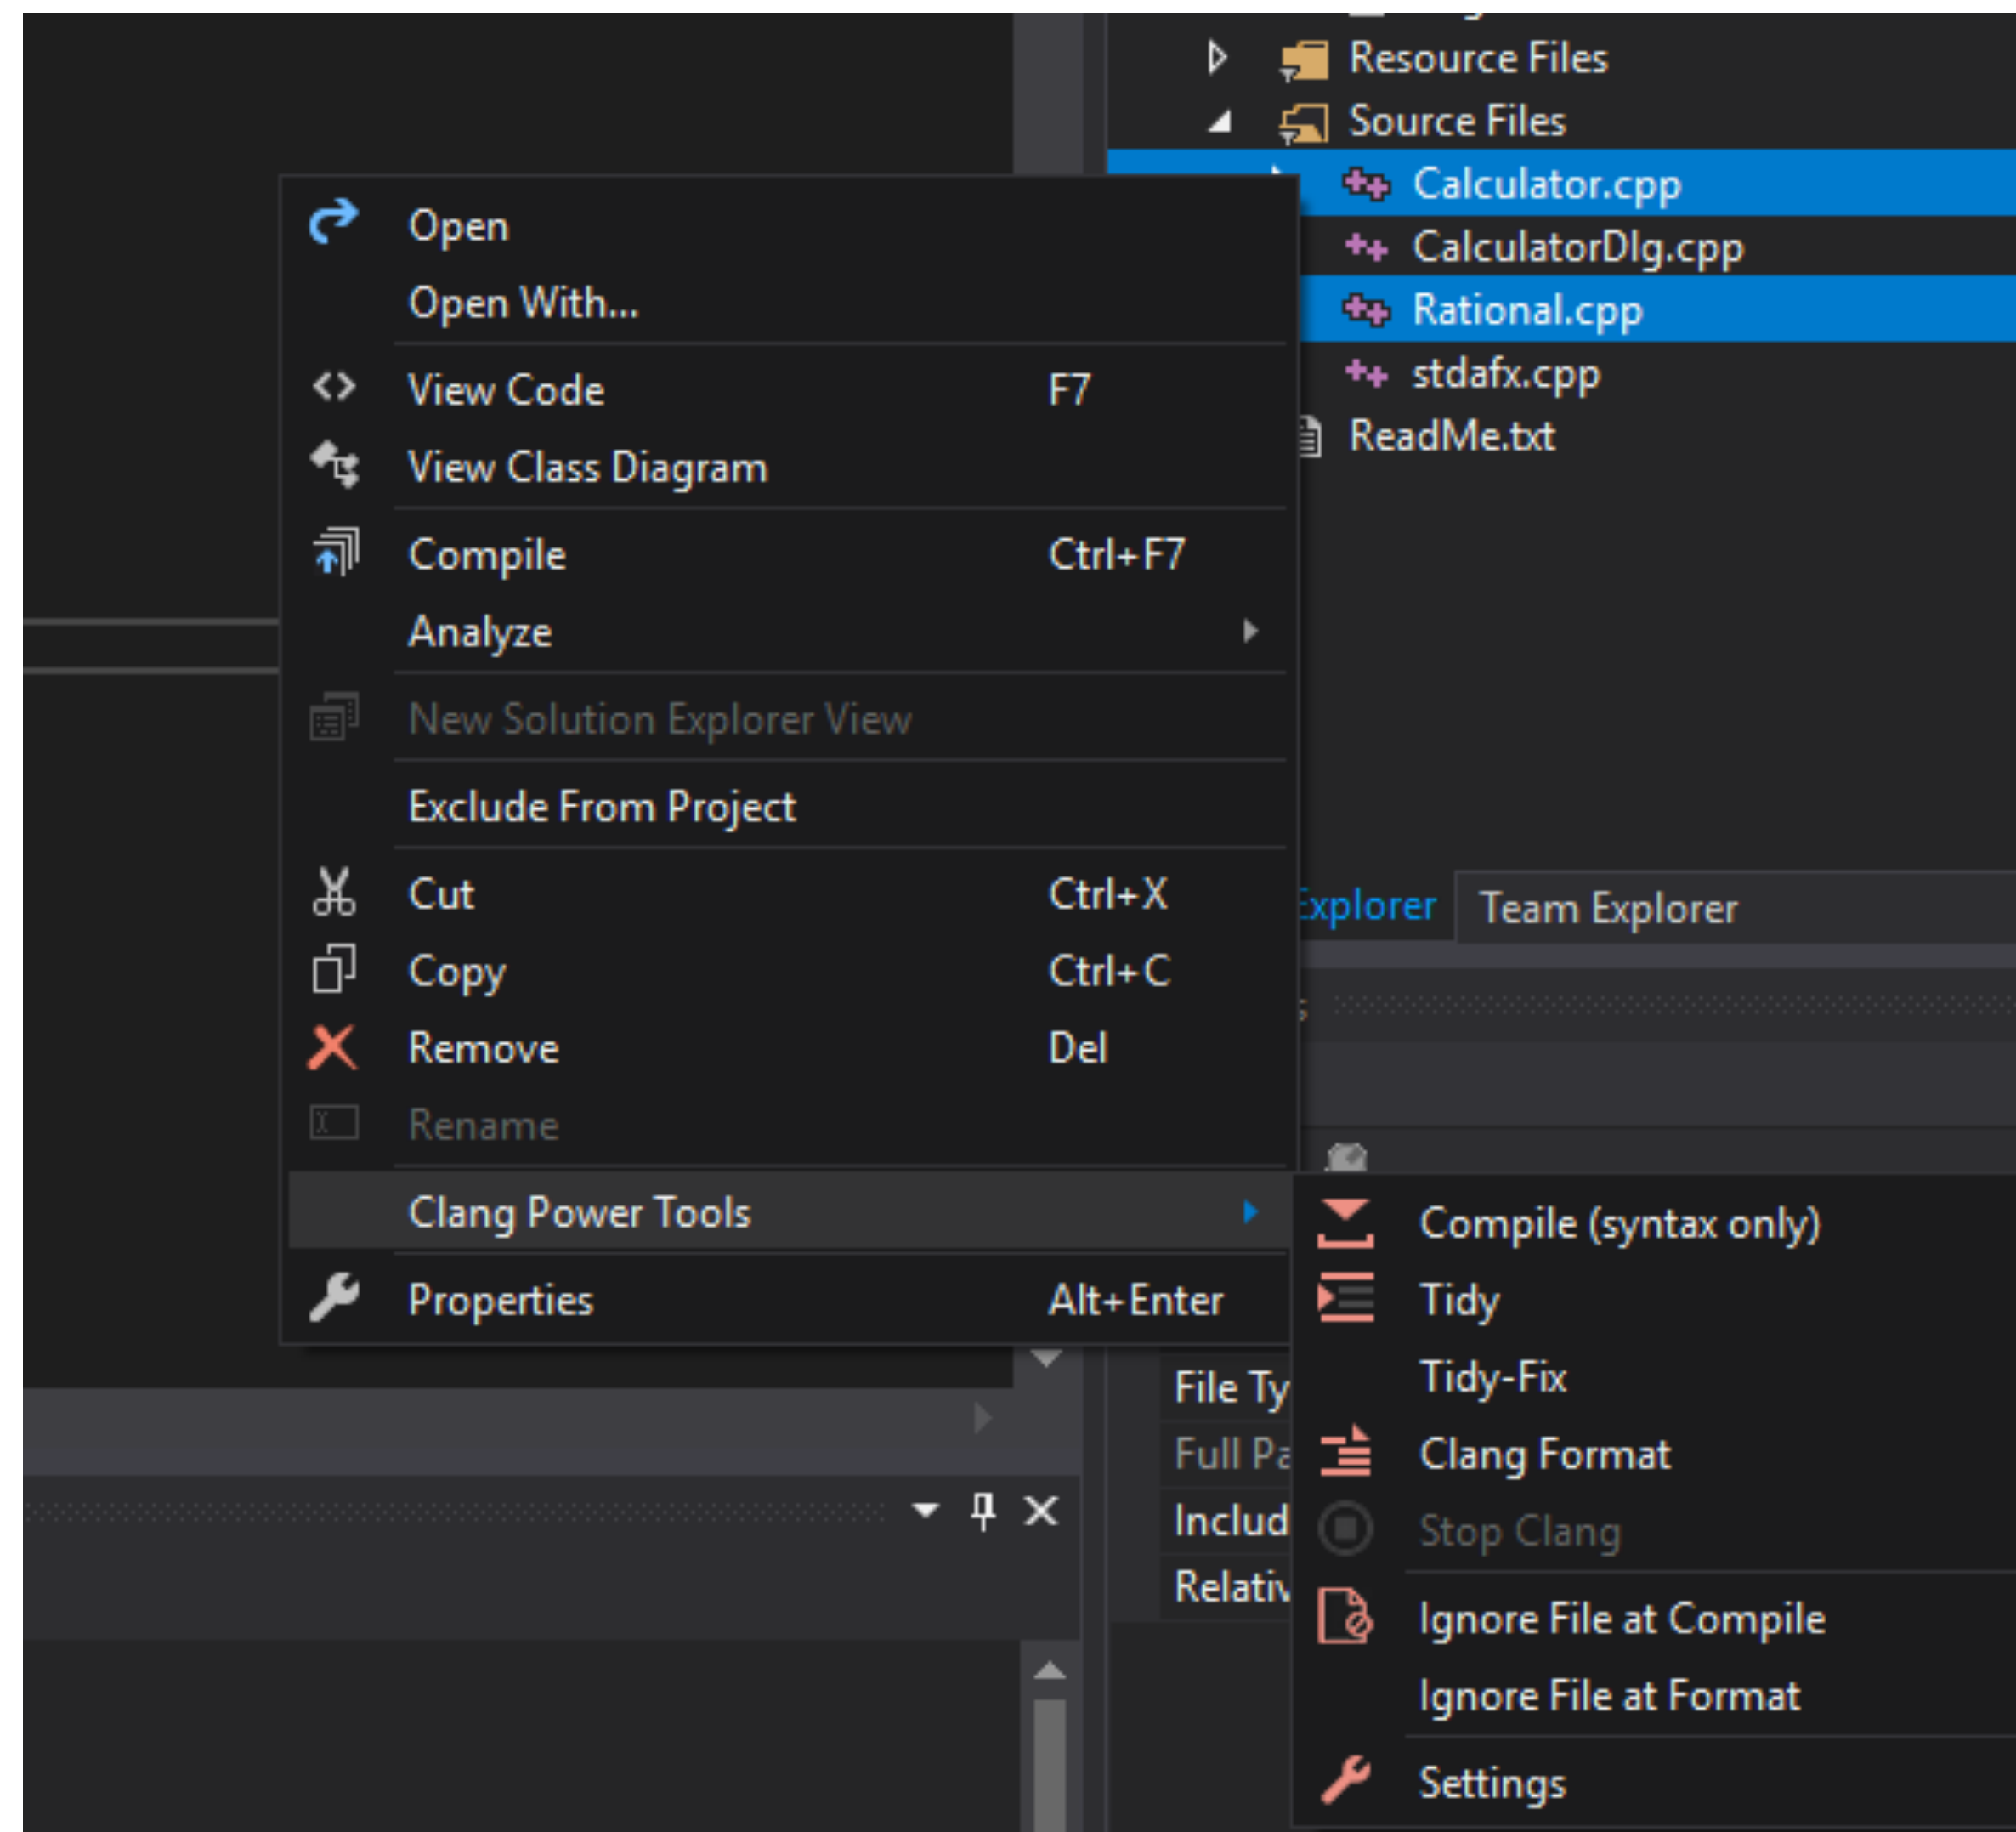 Resource Files
Source Files
Calculator.cpp
CalculatorDlg.cpp
Rational.cpp
stdafx.cpp
ReadMe.txt
Open
Open With...
View Code F7
View Class Diagram
Compile Ctrl+F7
Analyze
New Solution Explorer View
Exclude From Project
Cut Ctrl+X
Copy Ctrl+C
Remove Del
Rename
Clang Power Tools
Properties Alt+Enter
Explorer Team Explorer
Compile (syntax only)
Tidy
Tidy-Fix
Clang Format
Stop Clang
Ignore File at Compile
Ignore File at Format
Settings
File Ty
Full Pa
Includ
Relativ